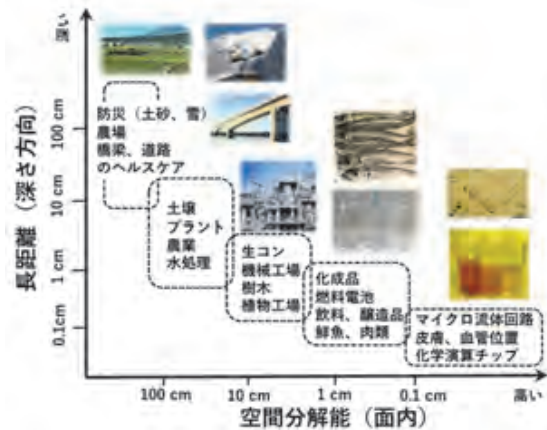 深い
長距離（深さ方向）
100 cm
10 cm
1 cm
0.1cm
防災（土砂、雪）
農場
橋梁、道路
のヘルスケア
土壌
プラント
農業
水処理
生コン
機械工場
樹木
植物工場
化成品
燃料電池
飲料、醸造品
鮮魚、肉類
マイクロ流体回路
皮膚、血管位置
化学演算チップ
100 cm
10 cm
1 cm
0.1 cm
高い
空間分解能（面内）